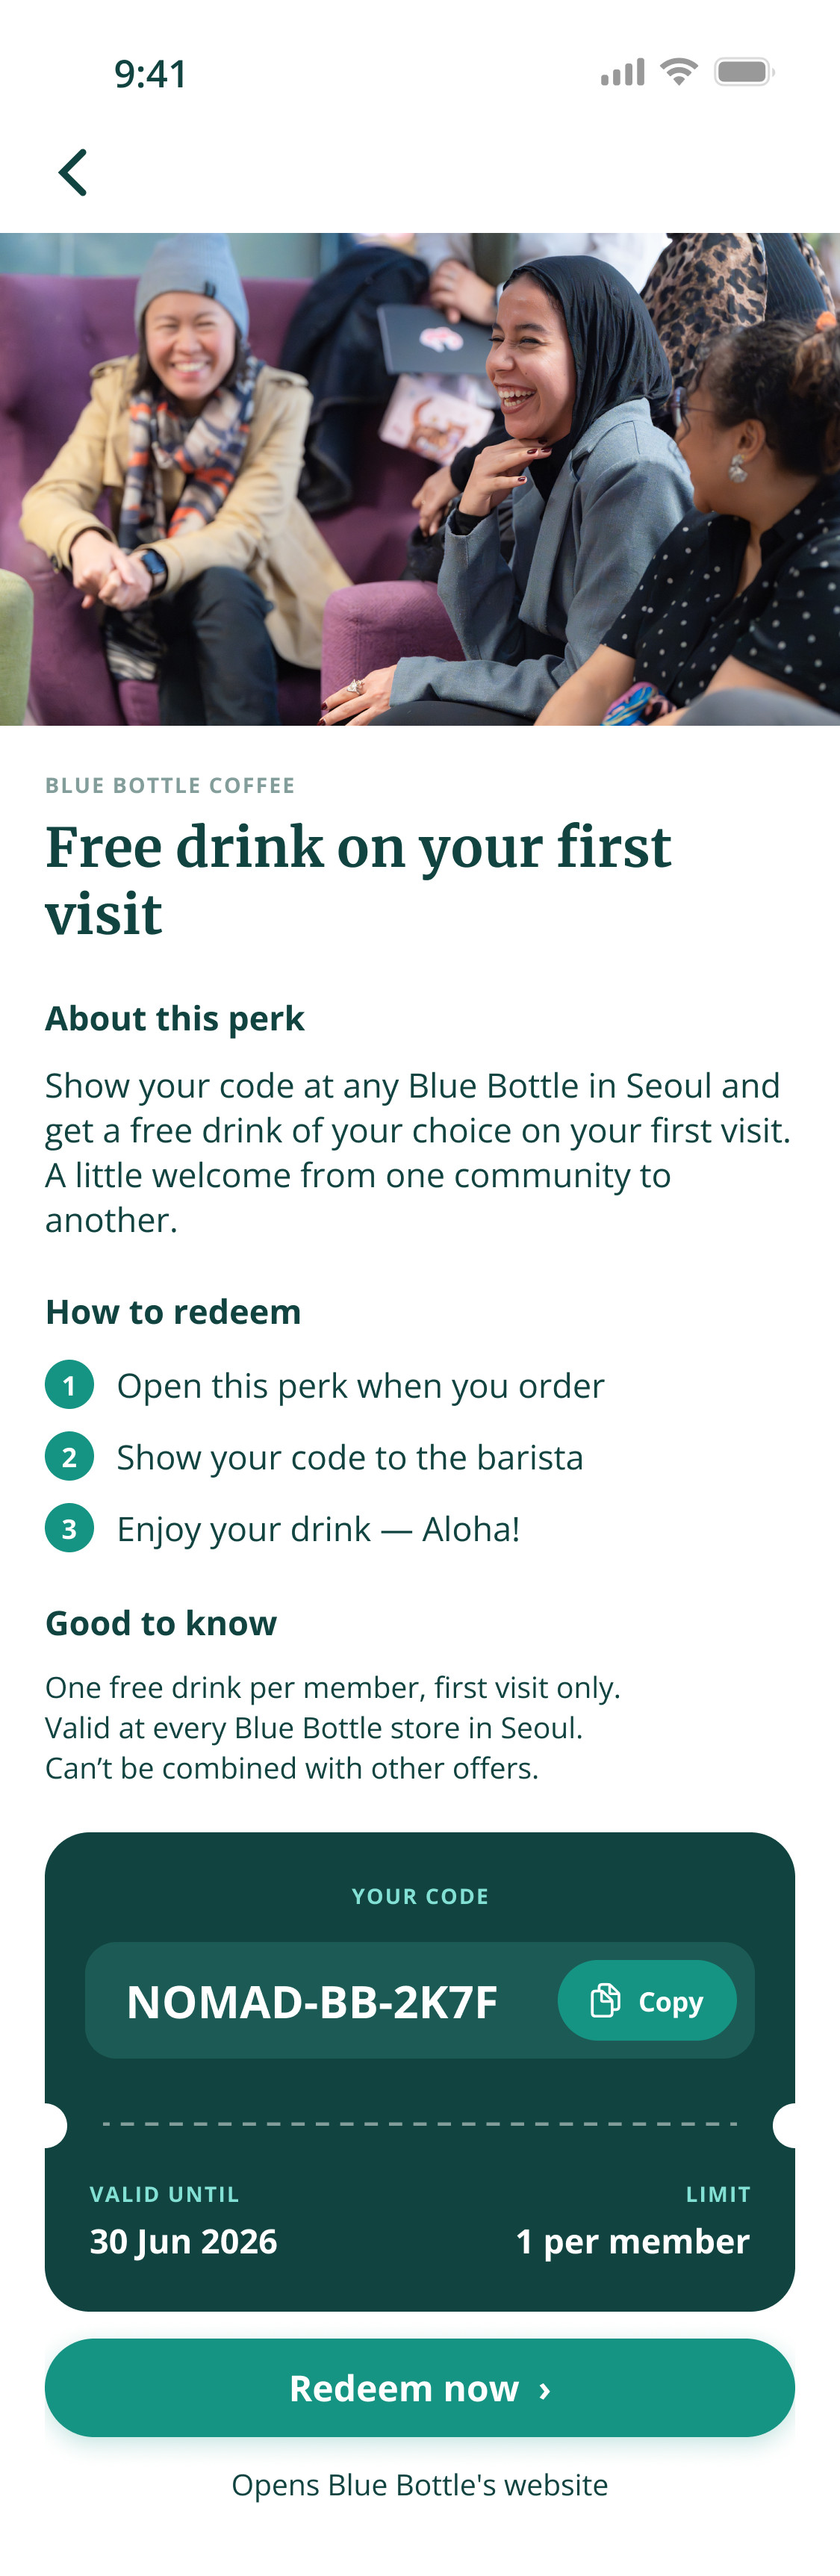 9:41
BLUE BOTTLE COFFEE
Free drink on your first
visit
About this perk
Show your code at any Blue Bottle in Seoul and
get a free drink of your choice on your first visit.
A little welcome from one community to
another.
How to redeem
1 Open this perk when you order
2 Show your code to the barista
3 Enjoy your drink — Aloha!
Good to know
One free drink per member, first visit only.
Valid at every Blue Bottle store in Seoul.
Can’t be combined with other offers.
YOUR CODE
NOMAD-BB-2K7F Copy
VALID UNTIL LIMIT
30 Jun 2026 1 per member
Redeem now ›
Opens Blue Bottle's website